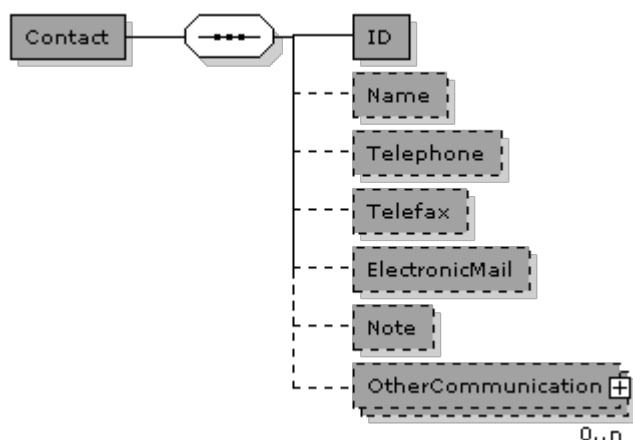 Contact
ID
Name
Telephone
Telefax
ElectronicMail
Note
OtherCommunication
0..n